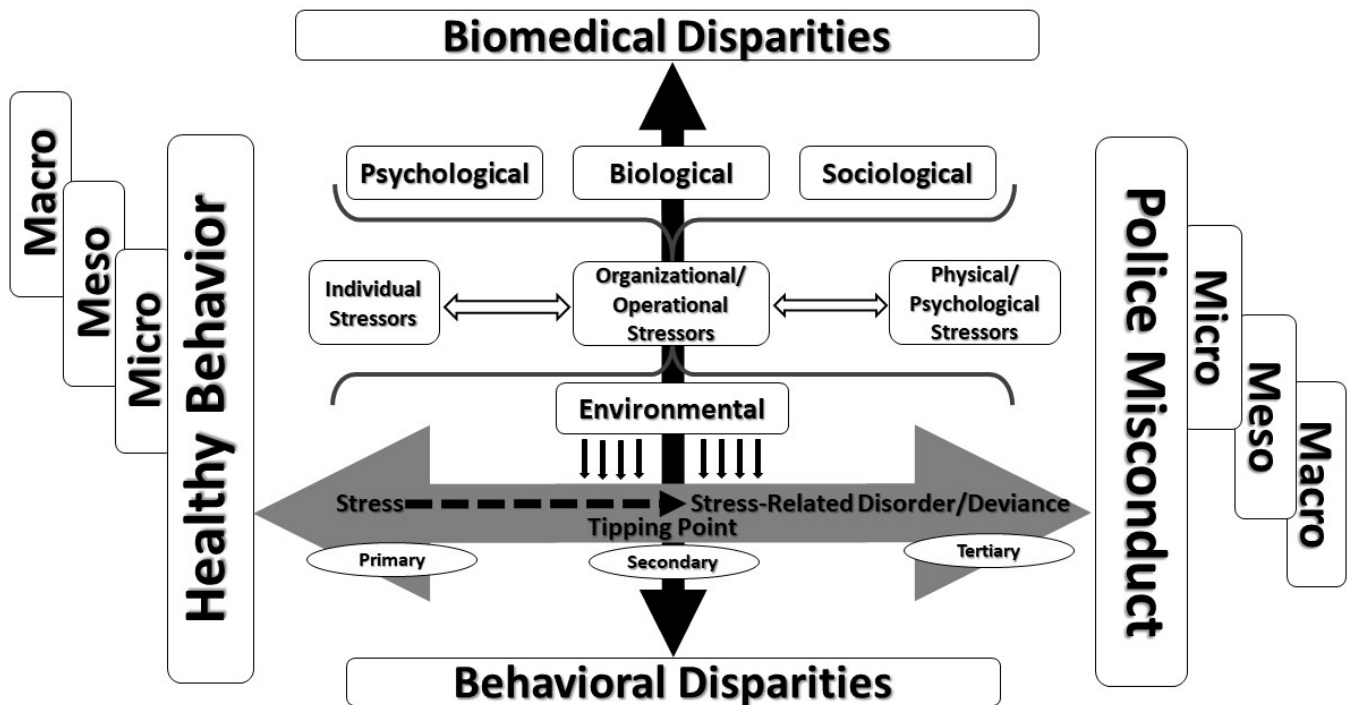 Biomedical Disparities
Macro
Meso
Micro
Healthy Behavior
Psychological
Biological
Sociological
Individual
Stressors
Organizational/
Operational
Stressors
Physical/
Psychological
Stressors
Environmental
Stress
Stress-Related Disorder/Deviance
Tipping Point
Primary
Secondary
Tertiary
Police Misconduct
Micro
Meso
Macro
Behavioral Disparities